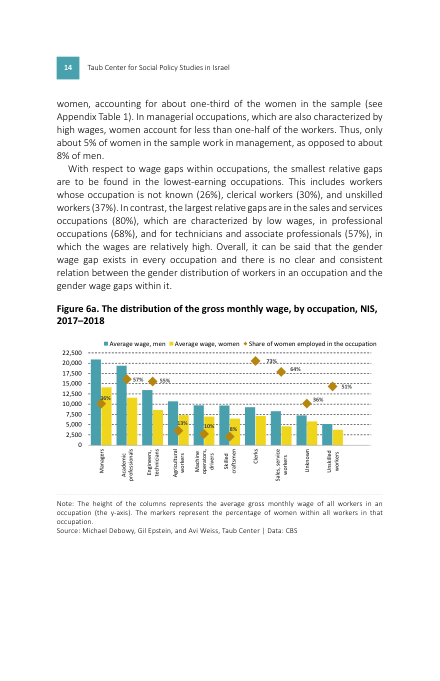 14 Taub Center for Social Policy Studies in Israel
women, accounting for about one-third of the women in the sample (see
Appendix Table 1). In managerial occupations, which are also characterized by
high wages, women account for less than one-half of the workers. Thus, only
about 5% of women in the sample work in management, as opposed to about
8% of men.
With respect to wage gaps within occupations, the smallest relative gaps
are to be found in the lowest-earning occupations. This includes workers
whose occupation is not known (26%), clerical workers (30%), and unskilled
workers (37%). In contrast, the largest relative gaps are in the sales and services
occupations (80%), which are characterized by low wages, in professional
occupations (68%), and for technicians and associate professionals (57%), in
which the wages are relatively high. Overall, it can be said that the gender
wage gap exists in every occupation and there is no clear and consistent
relation between the gender distribution of workers in an occupation and the
gender wage gaps within it.
Figure 6a. The distribution of the gross monthly wage, by occupation, NIS,
2017–2018
Average wage, men Average wage, women Share of women employed in the occupation
22,500
20,000
17,500
15,000
12,500
10,000
7,500
5,000
2,500
0
36%
57%
55%
13%
10%
8%
73%
64%
36%
51%
Managers
Academic
professionals
Engineers,
technicians
Agricultural
workers
Machine
operators,
drivers
Skilled
craftsmen
Clerks
Sales, service
workers
Unknown
Unskilled
workers
Note: The height of the columns represents the average gross monthly wage of all workers in an
occupation (the y-axis). The markers represent the percentage of women within all workers in that
occupation.
Source: Michael Debowy, Gil Epstein, and Avi Weiss, Taub Center | Data: CBS